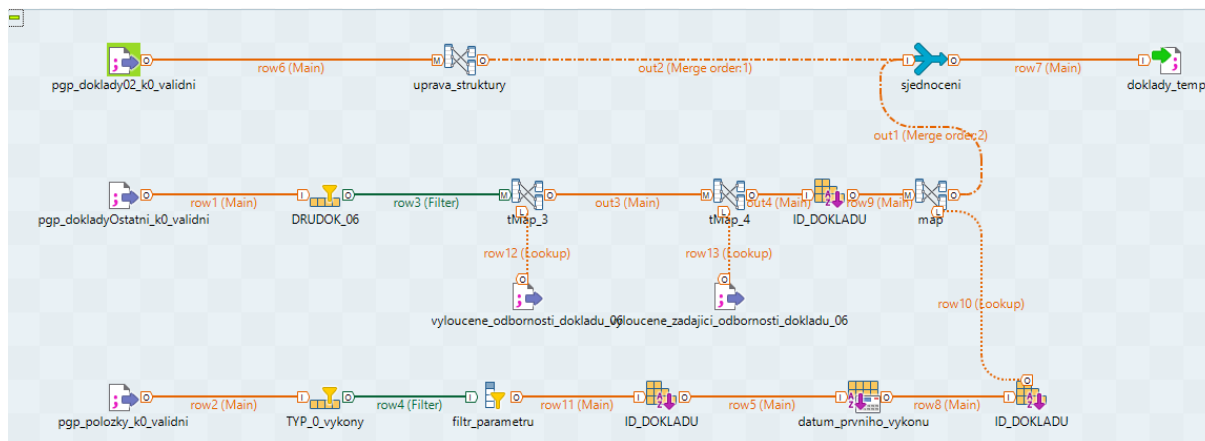 row6 (Main)
out2 (Merge order:1)
row7 (Main)
pgp_doklady02_k0_validni
uprava_struktury
sjednoceni
doklady_temp
out1 (Merge order:2)
row1 (Main)
row3 (Filter)
out3 (Main)
out4 (Main)
row9 (Main)
pgp_dokladyOstatni_k0_validni
DRUDOK_06
tMap_3
tMap_4
ID_DOKLADU
map
row12 (Lookup)
row13 (Lookup)
row10 (Lookup)
vyloucene_odbornosti_dokladu_06
vyloucene_zadajici_odbornosti_dokladu_06
row2 (Main)
row4 (Filter)
row11 (Main)
row5 (Main)
row8 (Main)
pgp_polozky_k0_validni
TYP_0_vykony
filtr_parametru
ID_DOKLADU
datum_prvniho_vykonu
ID_DOKLADU